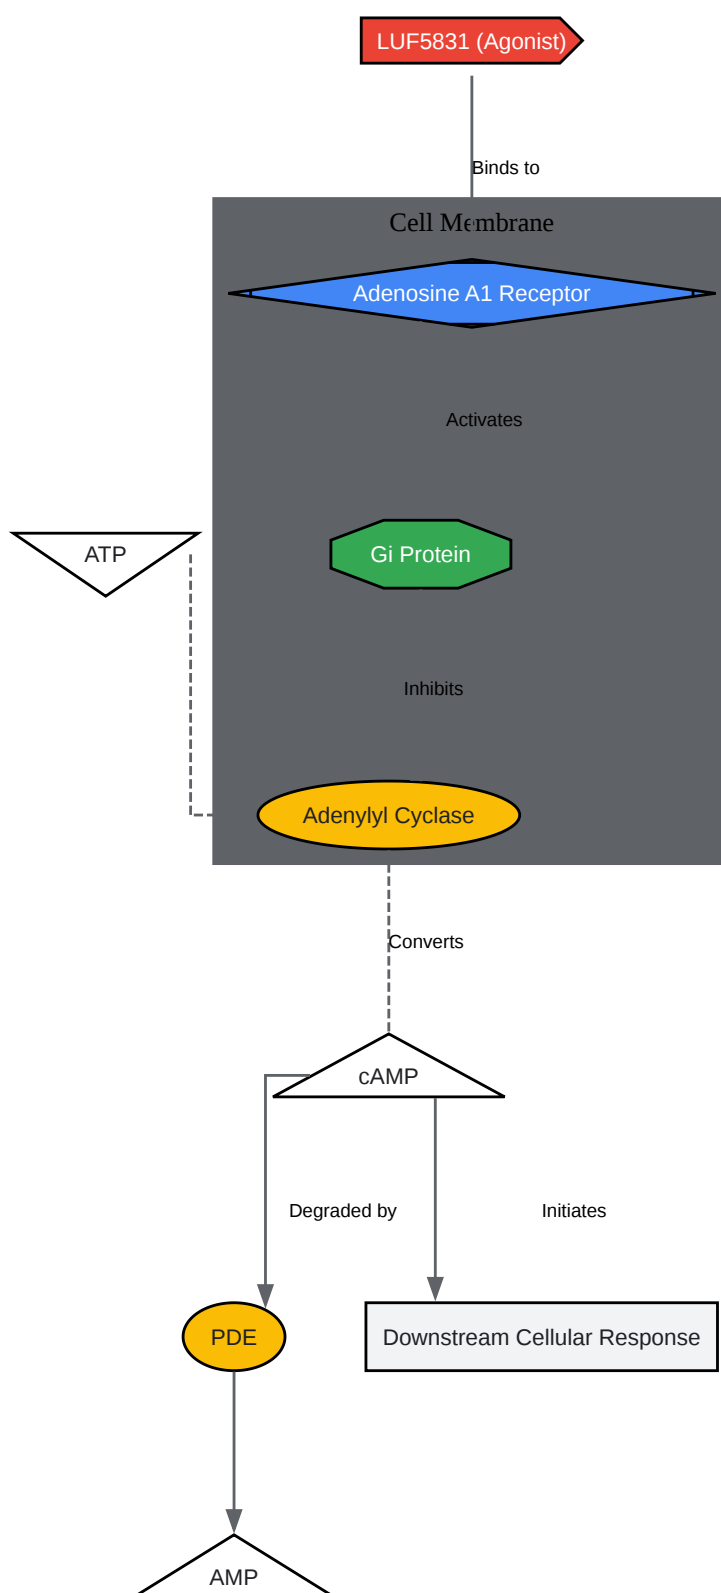 LUF5831 (Agonist)
Binds to
Cell Membrane
Adenosine A1 Receptor
Activates
ATP
Gi Protein
Inhibits
Adenylyl Cyclase
Converts
cAMP
Degraded by
Initiates
PDE
Downstream Cellular Response
AMP